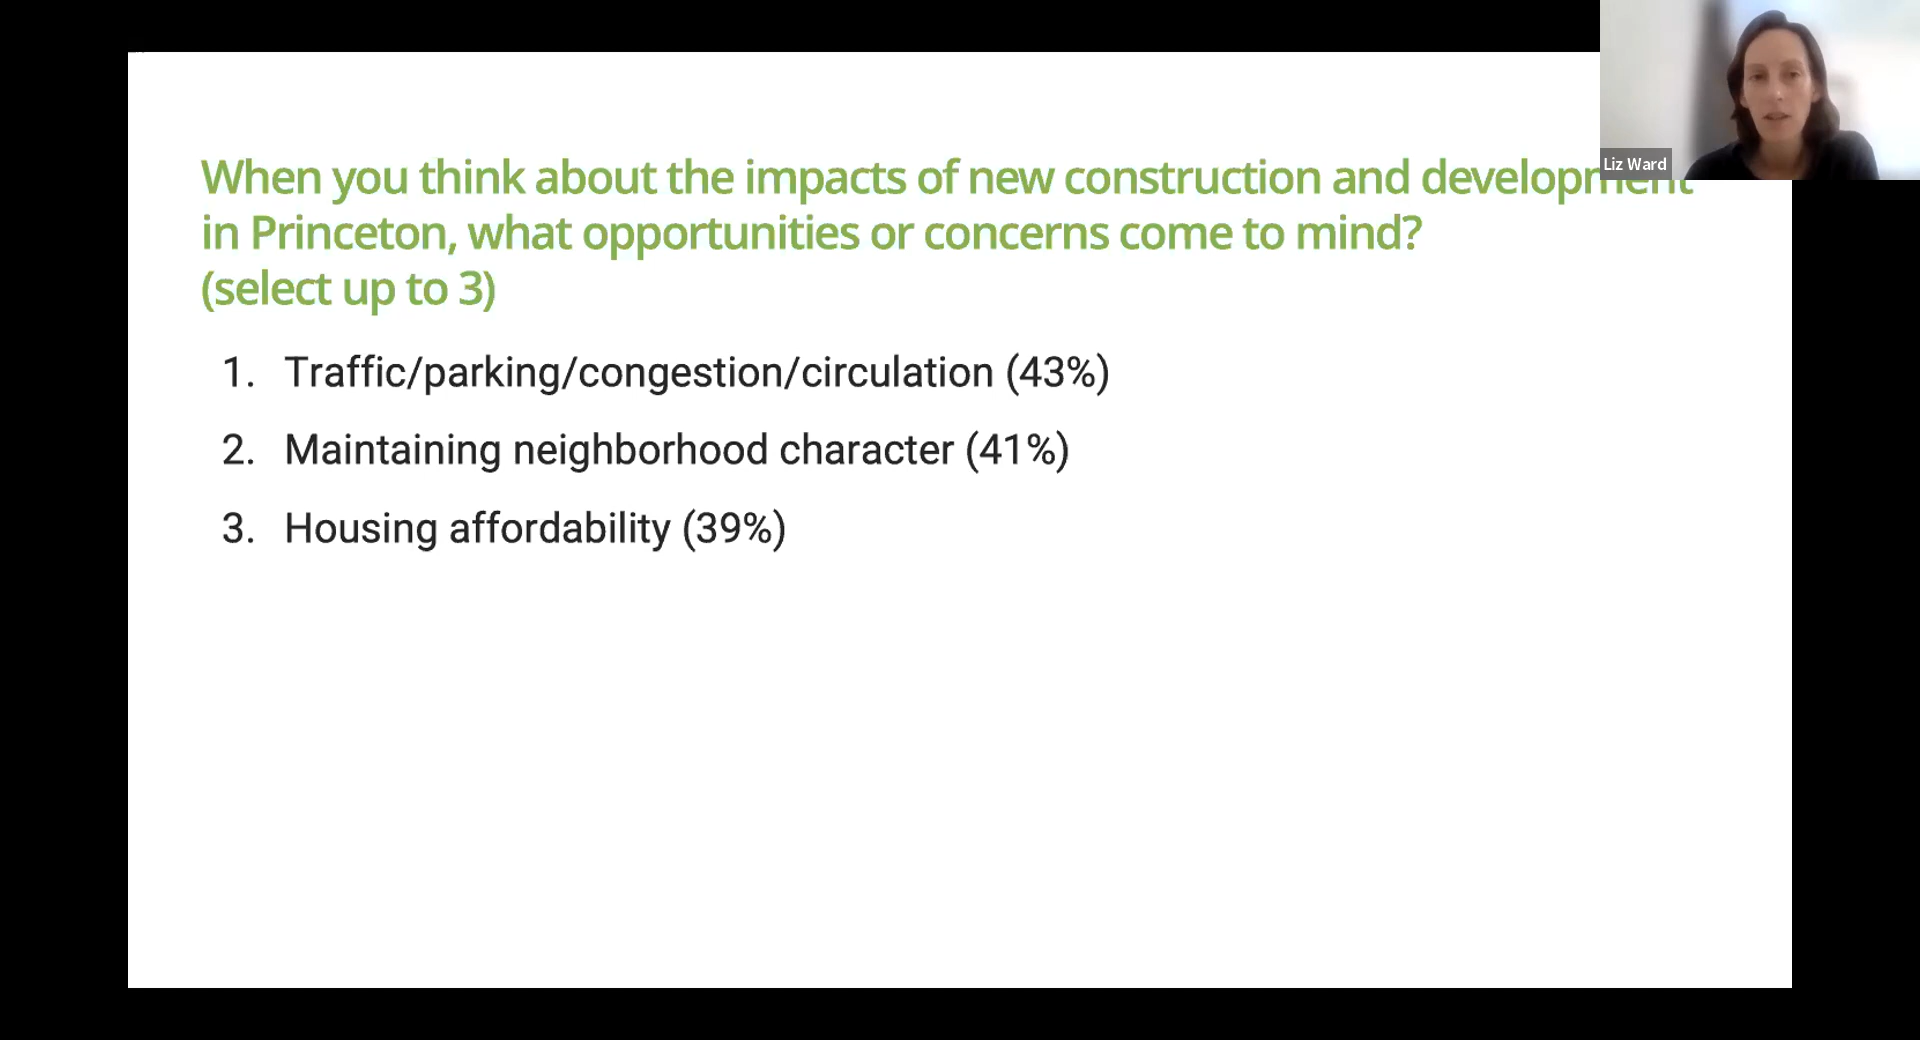 When you think about the impacts of new construction and development
in Princeton, what opportunities or concerns come to mind?
(select up to 3)
1. Traffic/parking/congestion/circulation (43%)
2. Maintaining neighborhood character (41%)
3. Housing affordability (39%)
Liz Ward